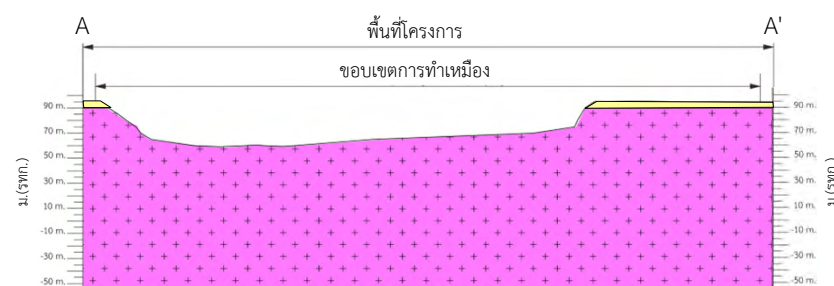 A A'
พื้นที่โครงการ
ขอบเขตการทำเหมือง
90 m. 90 m.
70 m. 70 m.
50 m. 50 m.
30 m. 30 m.
10 m. 10 m.
-10 m. -10 m.
-30 m. -30 m.
-50 m. -50 m.
ม.(รทก.) ม.(รทก.)